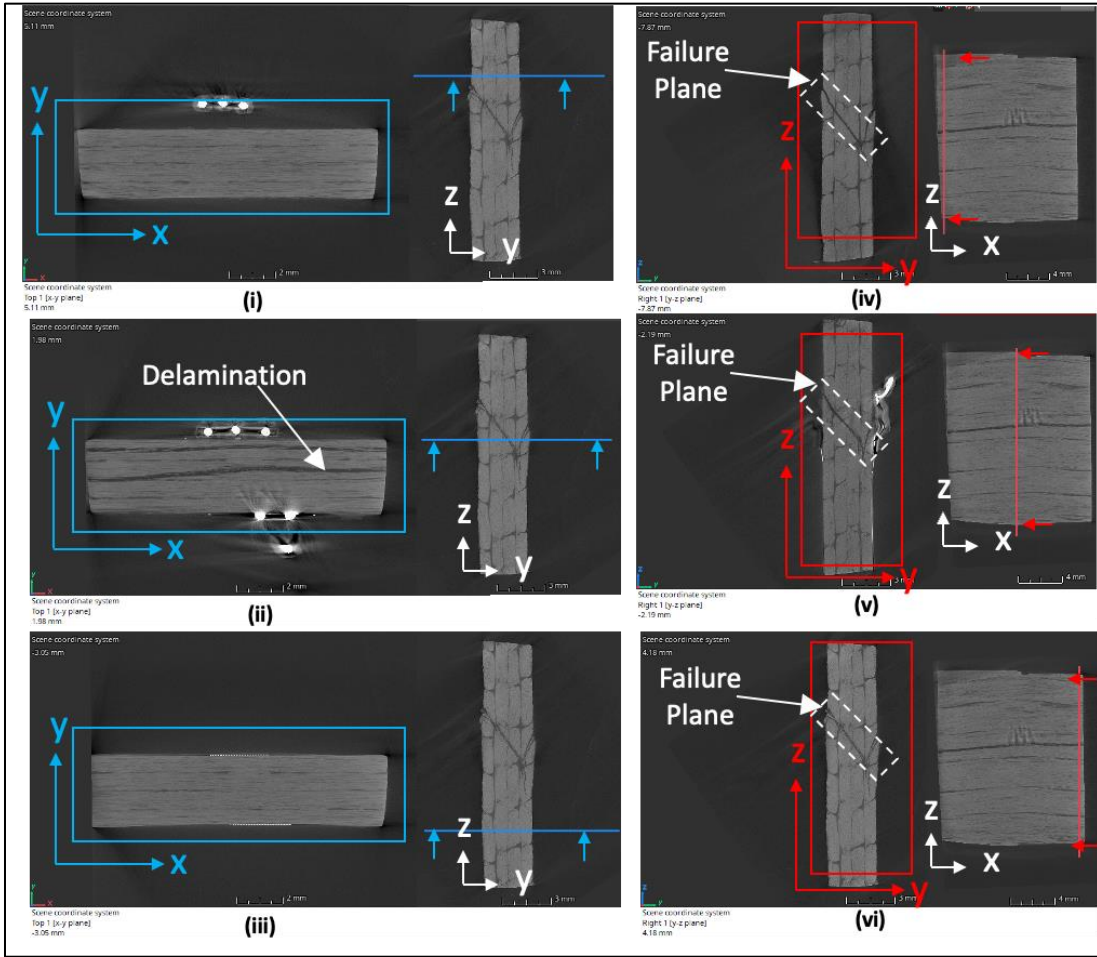 Scene coordinate system
5.11 mm
y
x
z
y
2 mm
3 mm
Scene coordinate system
Top 1 [x-y plane]
5.11 mm
(i)
Scene coordinate system
-7.87 mm
Failure
Plane
z
y
z
x
3 mm
4 mm
Scene coordinate system
Right 1 [y-z plane]
-7.87 mm
(iv)
Scene coordinate system
1.98 mm
Delamination
y
x
z
y
2 mm
3 mm
Scene coordinate system
Top 1 [x-y plane]
1.98 mm
(ii)
Scene coordinate system
-2.19 mm
Failure
Plane
z
y
z
x
3 mm
4 mm
Scene coordinate system
Right 1 [y-z plane]
-2.19 mm
(v)
Scene coordinate system
-3.05 mm
y
x
z
y
2 mm
3 mm
Scene coordinate system
Top 1 [x-y plane]
-3.05 mm
(iii)
Scene coordinate system
4.18 mm
Failure
Plane
z
y
z
x
3 mm
4 mm
Scene coordinate system
Right 1 [y-z plane]
4.18 mm
(vi)